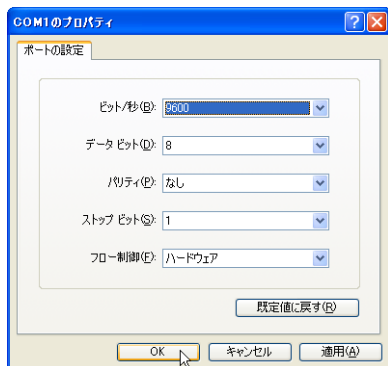 COM1のプロパティ
ポートの設定
ビット/秒(B): 9600
データ ビット(D): 8
パリティ(P): なし
ストップ ビット(S): 1
フロー制御(F): ハードウェア
既定値に戻す(R)
OK キャンセル 適用(A)